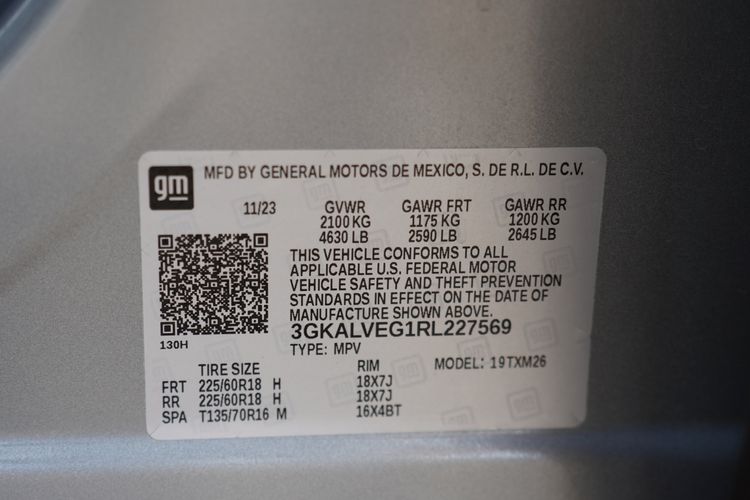 gm
MFD BY GENERAL MOTORS DE MEXICO, S. DE R.L. DE C.V.
11/23 GVWR GAWR FRT GAWR RR
2100 KG 1175 KG 1200 KG
4630 LB 2590 LB 2645 LB
THIS VEHICLE CONFORMS TO ALL
APPLICABLE U.S. FEDERAL MOTOR
VEHICLE SAFETY AND THEFT PREVENTION
STANDARDS IN EFFECT ON THE DATE OF
MANUFACTURE SHOWN ABOVE.
3GKALVEG1RL227569
130H
TYPE: MPV
TIRE SIZE RIM MODEL: 19TXM26
FRT 225/60R18 H 18X7J
RR 225/60R18 H 18X7J
SPA T135/70R16 M 16X4BT